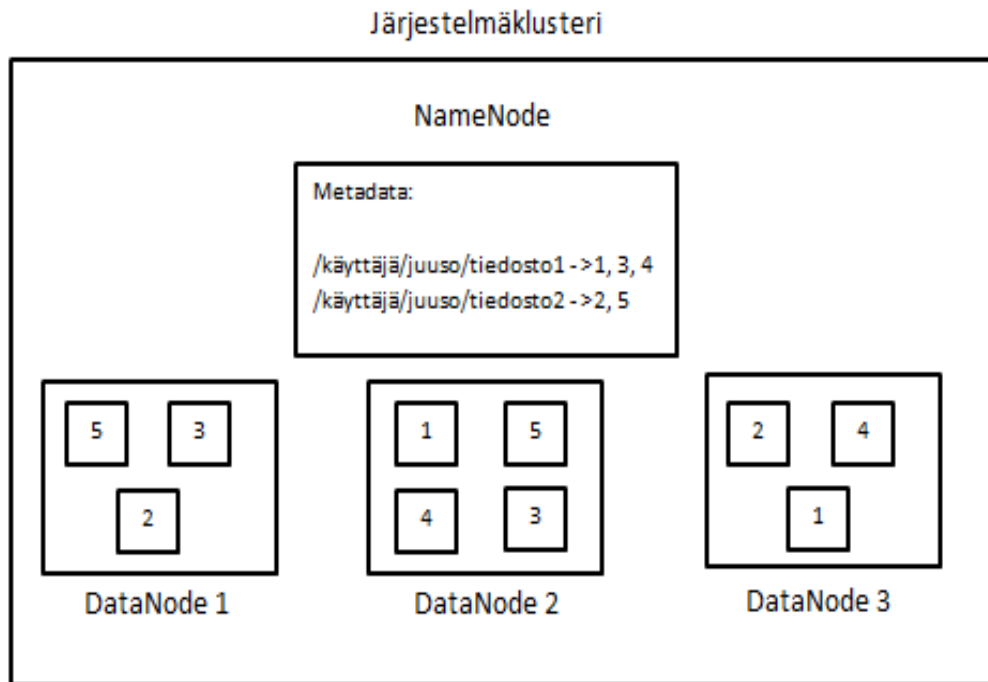 Järjestelmäklusteri
NameNode
Metadata:
/käyttäjä/juuso/tiedosto1 ->1, 3, 4
/käyttäjä/juuso/tiedosto2 ->2, 5
5 3
2
DataNode 1
1 5
4 3
DataNode 2
2 4
1
DataNode 3